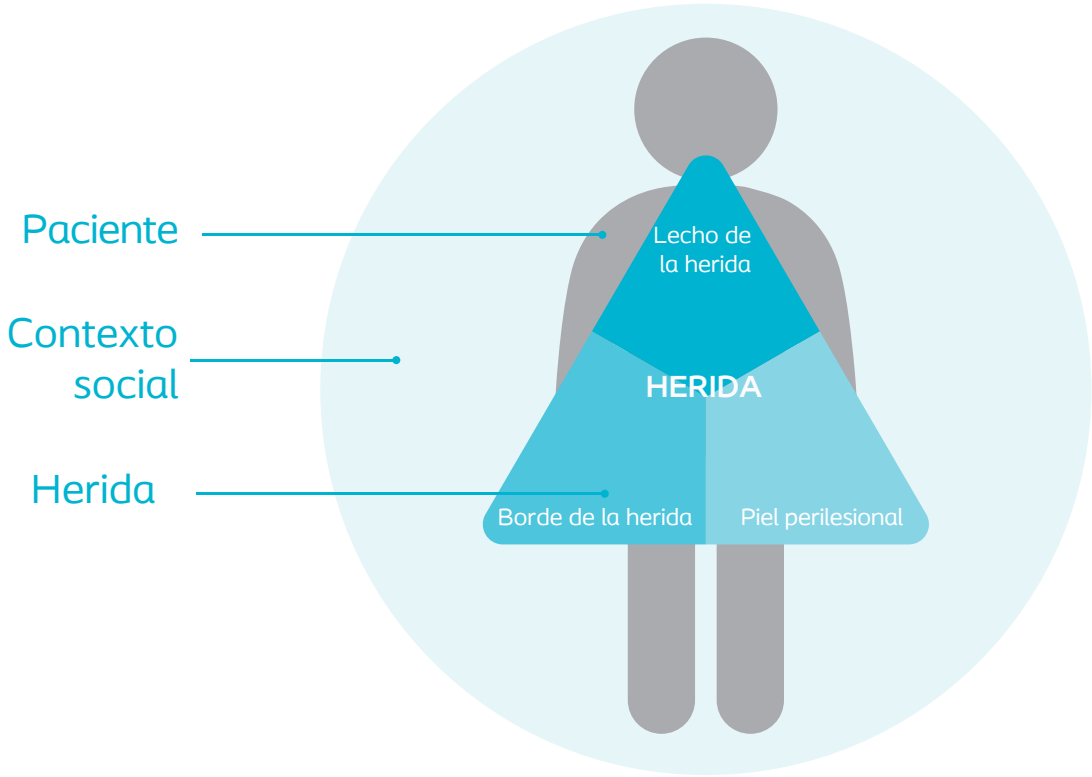 Paciente
Contexto
social
Herida
Lecho de
la herida
HERIDA
Borde de la herida
Piel perilesional